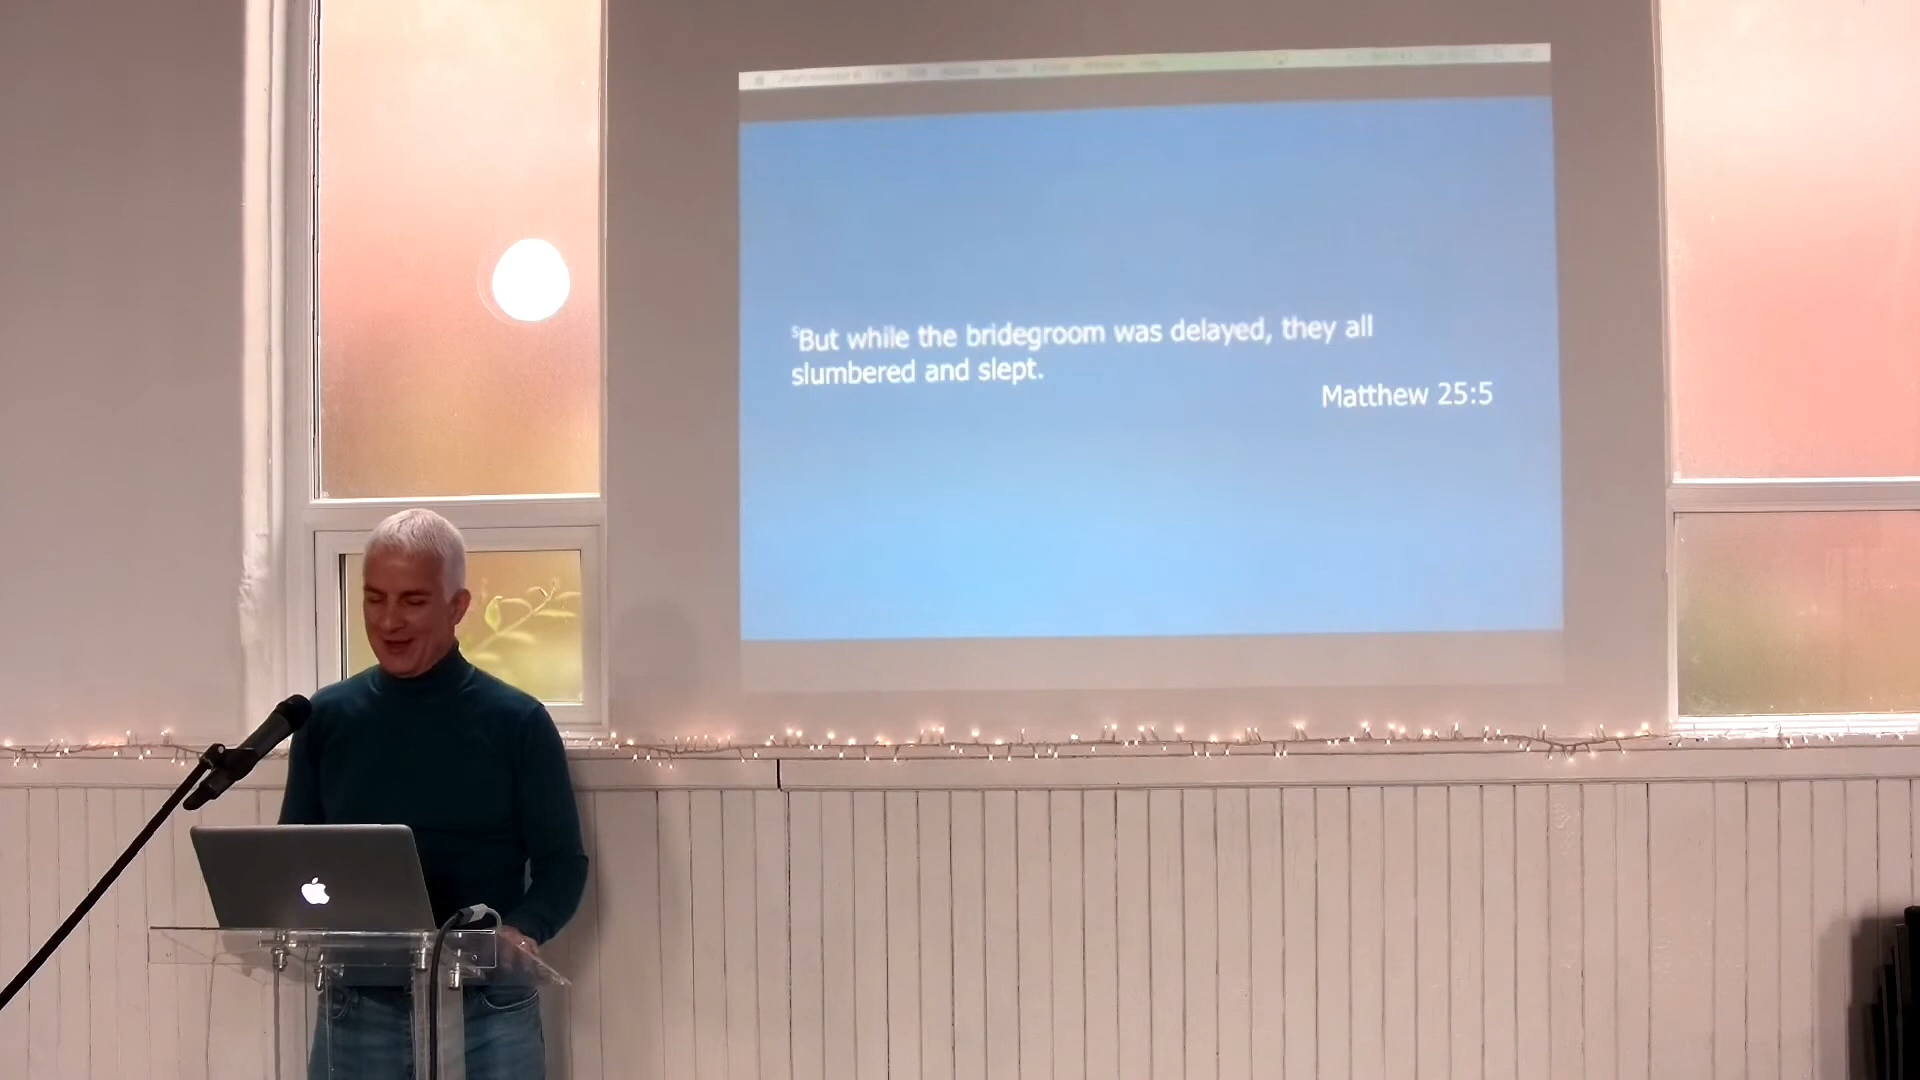 ⁵But while the bridegroom was delayed, they all
slumbered and slept.
Matthew 25:5